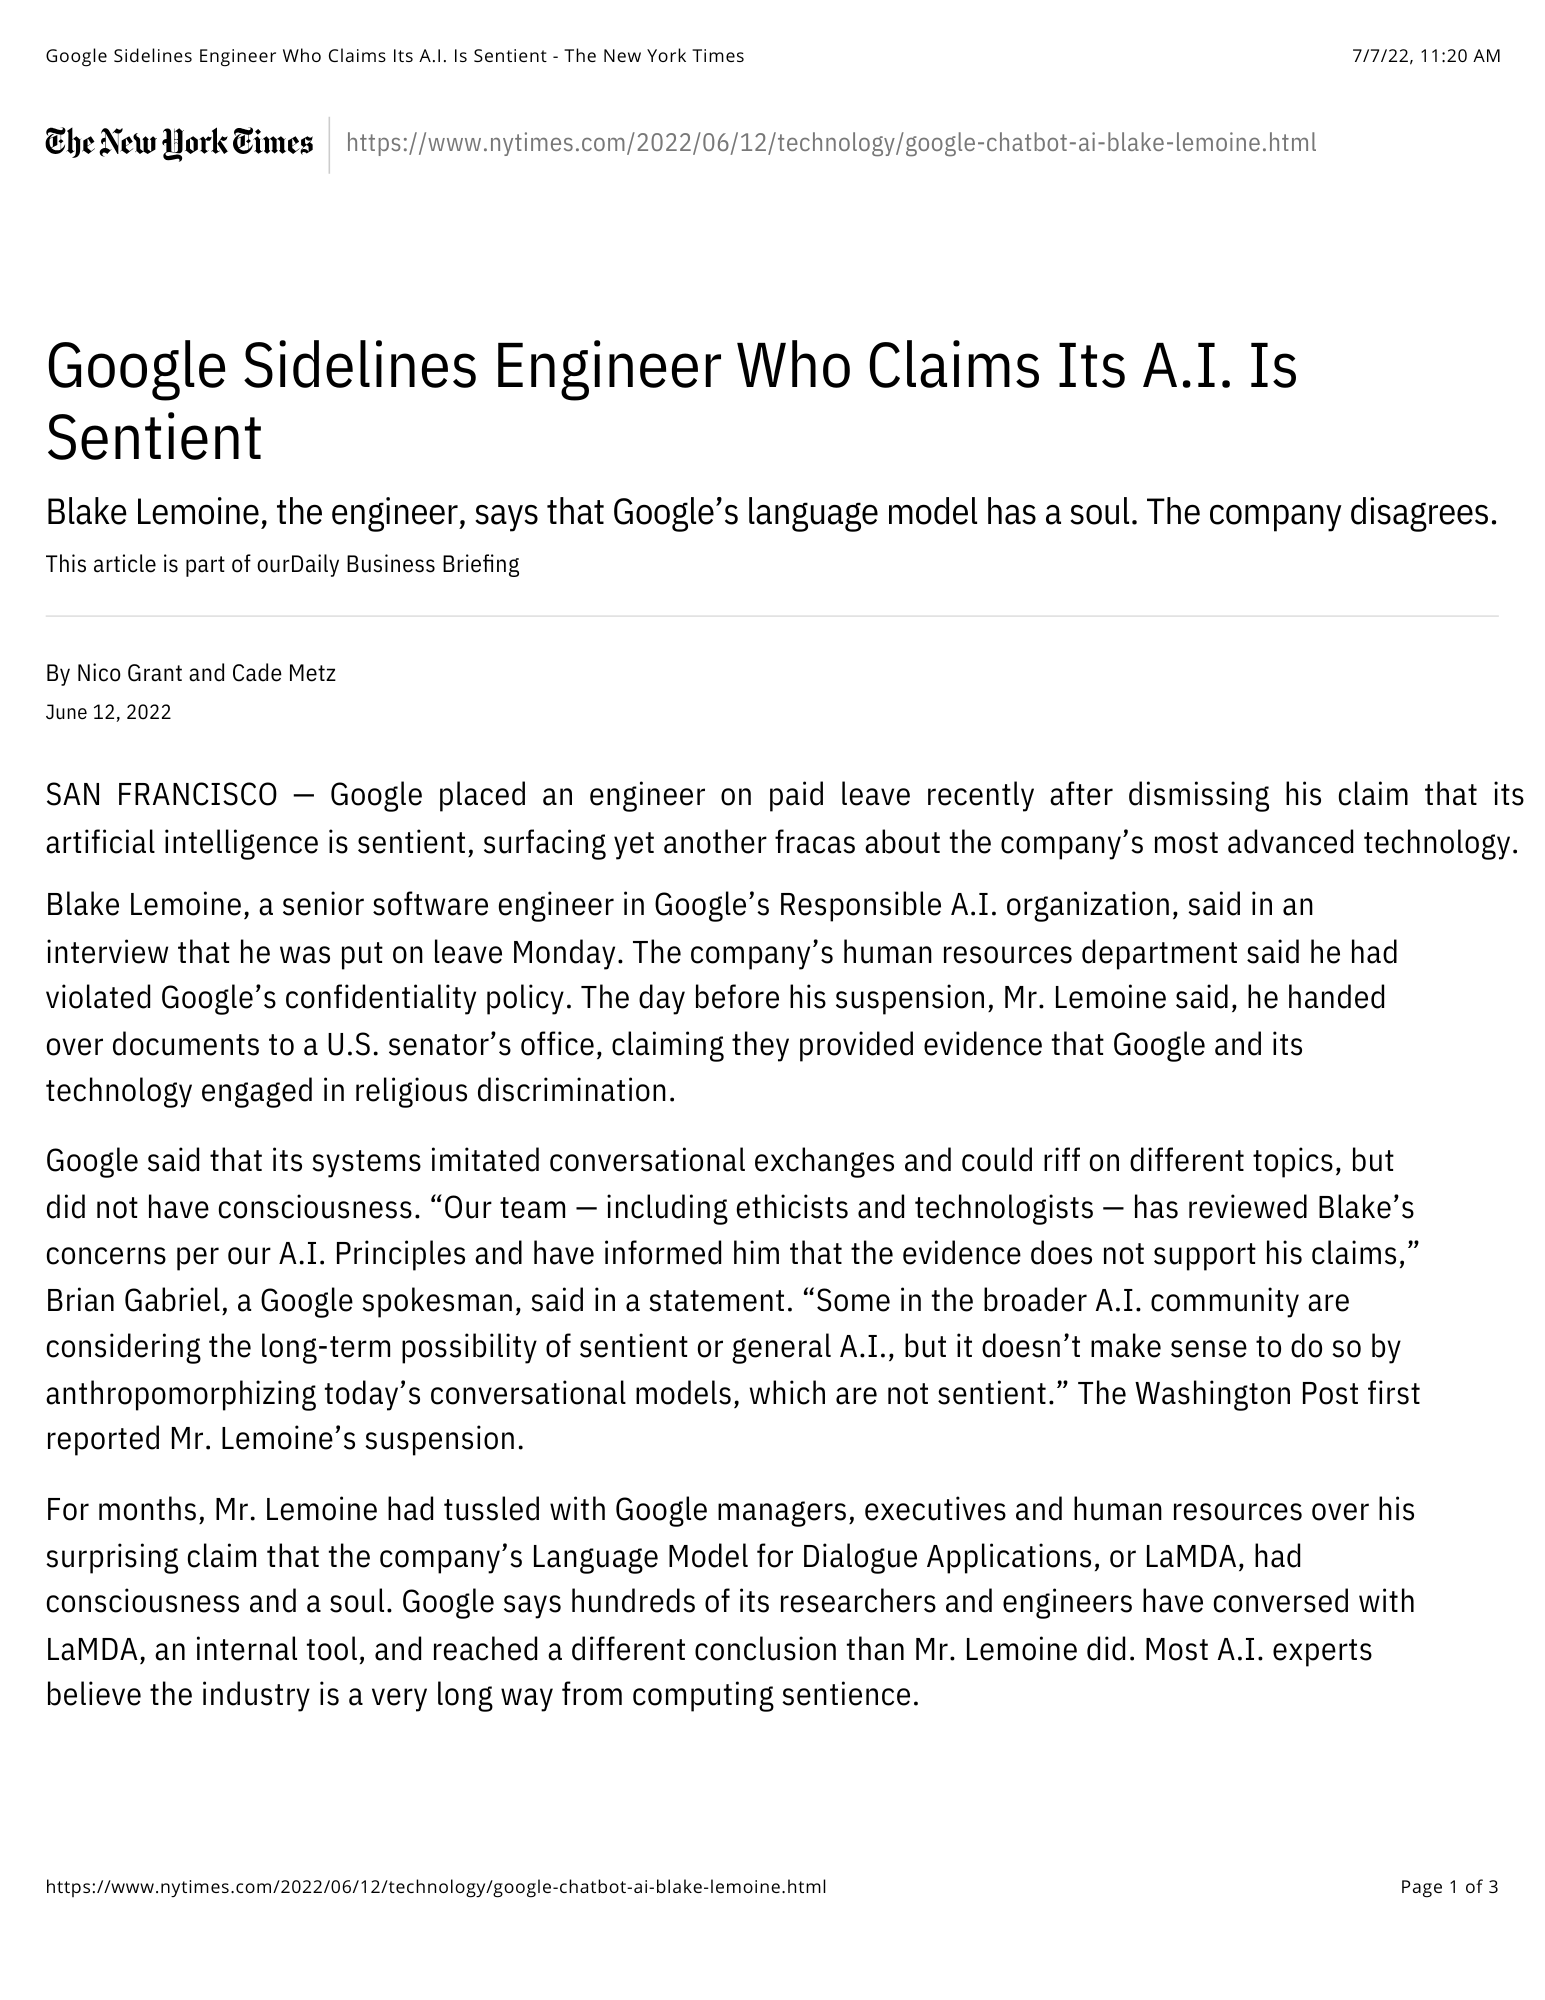 Google Sidelines Engineer Who Claims Its A.I. Is Sentient - The New York Times 7/7/22, 11:20 AM
The New York Times https://www.nytimes.com/2022/06/12/technology/google-chatbot-ai-blake-lemoine.html
Google Sidelines Engineer Who Claims Its A.I. Is
Sentient
Blake Lemoine, the engineer, says that Google’s language model has a soul. The company disagrees.
This article is part of ourDaily Business Briefing
By Nico Grant and Cade Metz
June 12, 2022
SAN FRANCISCO — Google placed an engineer on paid leave recently after dismissing his claim that its
artificial intelligence is sentient, surfacing yet another fracas about the company’s most advanced technology.
Blake Lemoine, a senior software engineer in Google’s Responsible A.I. organization, said in an
interview that he was put on leave Monday. The company’s human resources department said he had
violated Google’s confidentiality policy. The day before his suspension, Mr. Lemoine said, he handed
over documents to a U.S. senator’s office, claiming they provided evidence that Google and its
technology engaged in religious discrimination.
Google said that its systems imitated conversational exchanges and could riff on different topics, but
did not have consciousness. “Our team — including ethicists and technologists — has reviewed Blake’s
concerns per our A.I. Principles and have informed him that the evidence does not support his claims,”
Brian Gabriel, a Google spokesman, said in a statement. “Some in the broader A.I. community are
considering the long-term possibility of sentient or general A.I., but it doesn’t make sense to do so by
anthropomorphizing today’s conversational models, which are not sentient.” The Washington Post first
reported Mr. Lemoine’s suspension.
For months, Mr. Lemoine had tussled with Google managers, executives and human resources over his
surprising claim that the company’s Language Model for Dialogue Applications, or LaMDA, had
consciousness and a soul. Google says hundreds of its researchers and engineers have conversed with
LaMDA, an internal tool, and reached a different conclusion than Mr. Lemoine did. Most A.I. experts
believe the industry is a very long way from computing sentience.
https://www.nytimes.com/2022/06/12/technology/google-chatbot-ai-blake-lemoine.html Page 1 of 3